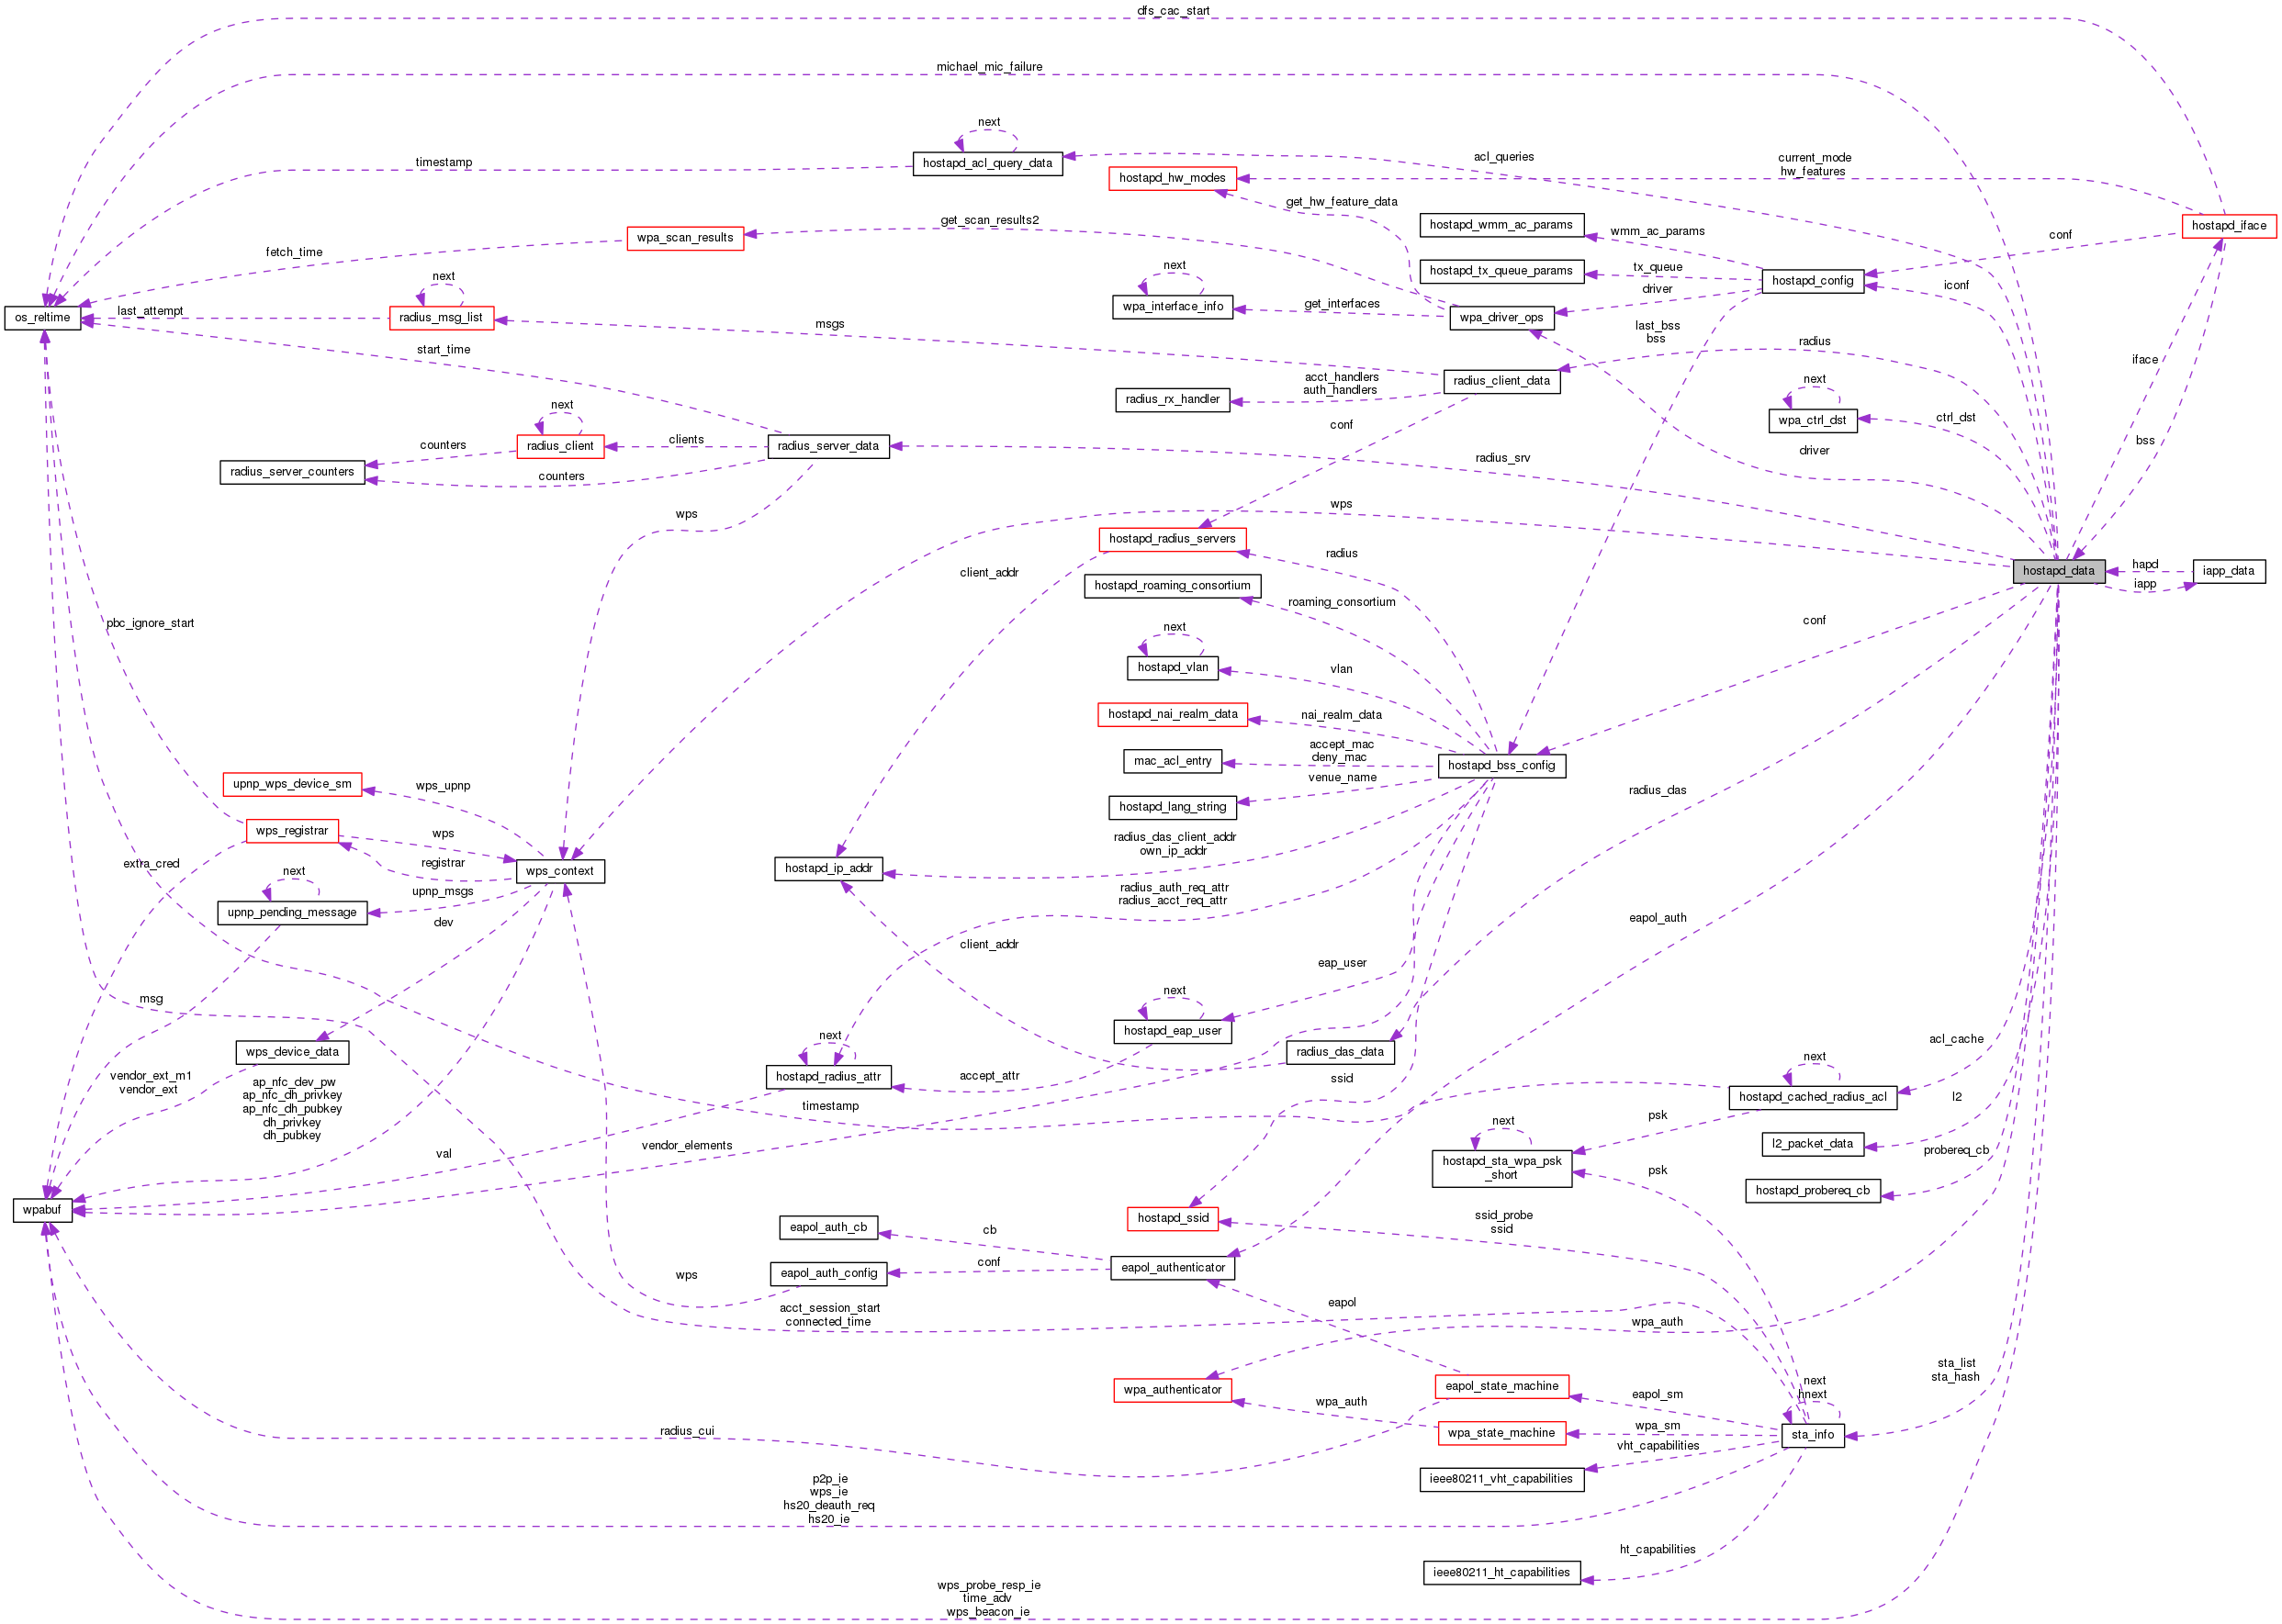 dfs_cac_start
michael_mic_failure
next
hostapd_acl_query_data
timestamp
acl_queries
current_mode
hw_features
hostapd_hw_modes
get_hw_feature_data
get_scan_results2
wpa_scan_results
fetch_time
hostapd_wmm_ac_params
wmm_ac_params
hostapd_iface
conf
next
radius_msg_list
last_attempt
os_reltime
next
wpa_interface_info
get_interfaces
hostapd_tx_queue_params
tx_queue
driver
hostapd_config
iconf
wpa_driver_ops
last_bss
bss
msgs
start_time
radius
radius_client_data
acct_handlers
auth_handlers
radius_rx_handler
iface
next
wpa_ctrl_dst
ctrl_dst
bss
next
radius_client
clients
counters
radius_server_data
radius_server_counters
counters
conf
radius_srv
driver
wps
wps
hostapd_radius_servers
radius
client_addr
hostapd_data
hapd
iapp
iapp_data
hostapd_roaming_consortium
roaming_consortium
pbc_ignore_start
next
hostapd_vlan
vlan
conf
hostapd_nai_realm_data
nai_realm_data
mac_acl_entry
accept_mac
deny_mac
hostapd_bss_config
venue_name
hostapd_lang_string
radius_das
upnp_wps_device_sm
wps_upnp
wps_registrar
wps
registrar
extra_cred
wps_context
next
upnp_pending_message
upnp_msgs
dev
hostapd_ip_addr
radius_das_client_addr
own_ip_addr
radius_auth_req_attr
radius_acct_req_attr
eapol_auth
client_addr
eap_user
msg
next
hostapd_eap_user
next
hostapd_radius_attr
accept_attr
radius_das_data
wps_device_data
vendor_ext_m1
vendor_ext
ap_nfc_dev_pw
ap_nfc_dh_privkey
ap_nfc_dh_pubkey
dh_privkey
dh_pubkey
timestamp
ssid
acl_cache
next
hostapd_cached_radius_acl
l2
psk
next
hostapd_sta_wpa_psk
_short
l2_packet_data
probereq_cb
vendor_elements
val
psk
hostapd_probereq_cb
wpabuf
hostapd_ssid
ssid_probe
ssid
eapol_auth_cb
cb
eapol_authenticator
eapol_auth_config
conf
wps
acct_session_start
connected_time
eapol
wpa_auth
sta_list
sta_hash
wpa_authenticator
wpa_auth
eapol_state_machine
eapol_sm
next
hnext
wpa_state_machine
wpa_sm
sta_info
radius_cui
vht_capabilities
ieee80211_vht_capabilities
p2p_ie
wps_ie
hs20_deauth_req
hs20_ie
ht_capabilities
ieee80211_ht_capabilities
wps_probe_resp_ie
time_adv
wps_beacon_ie